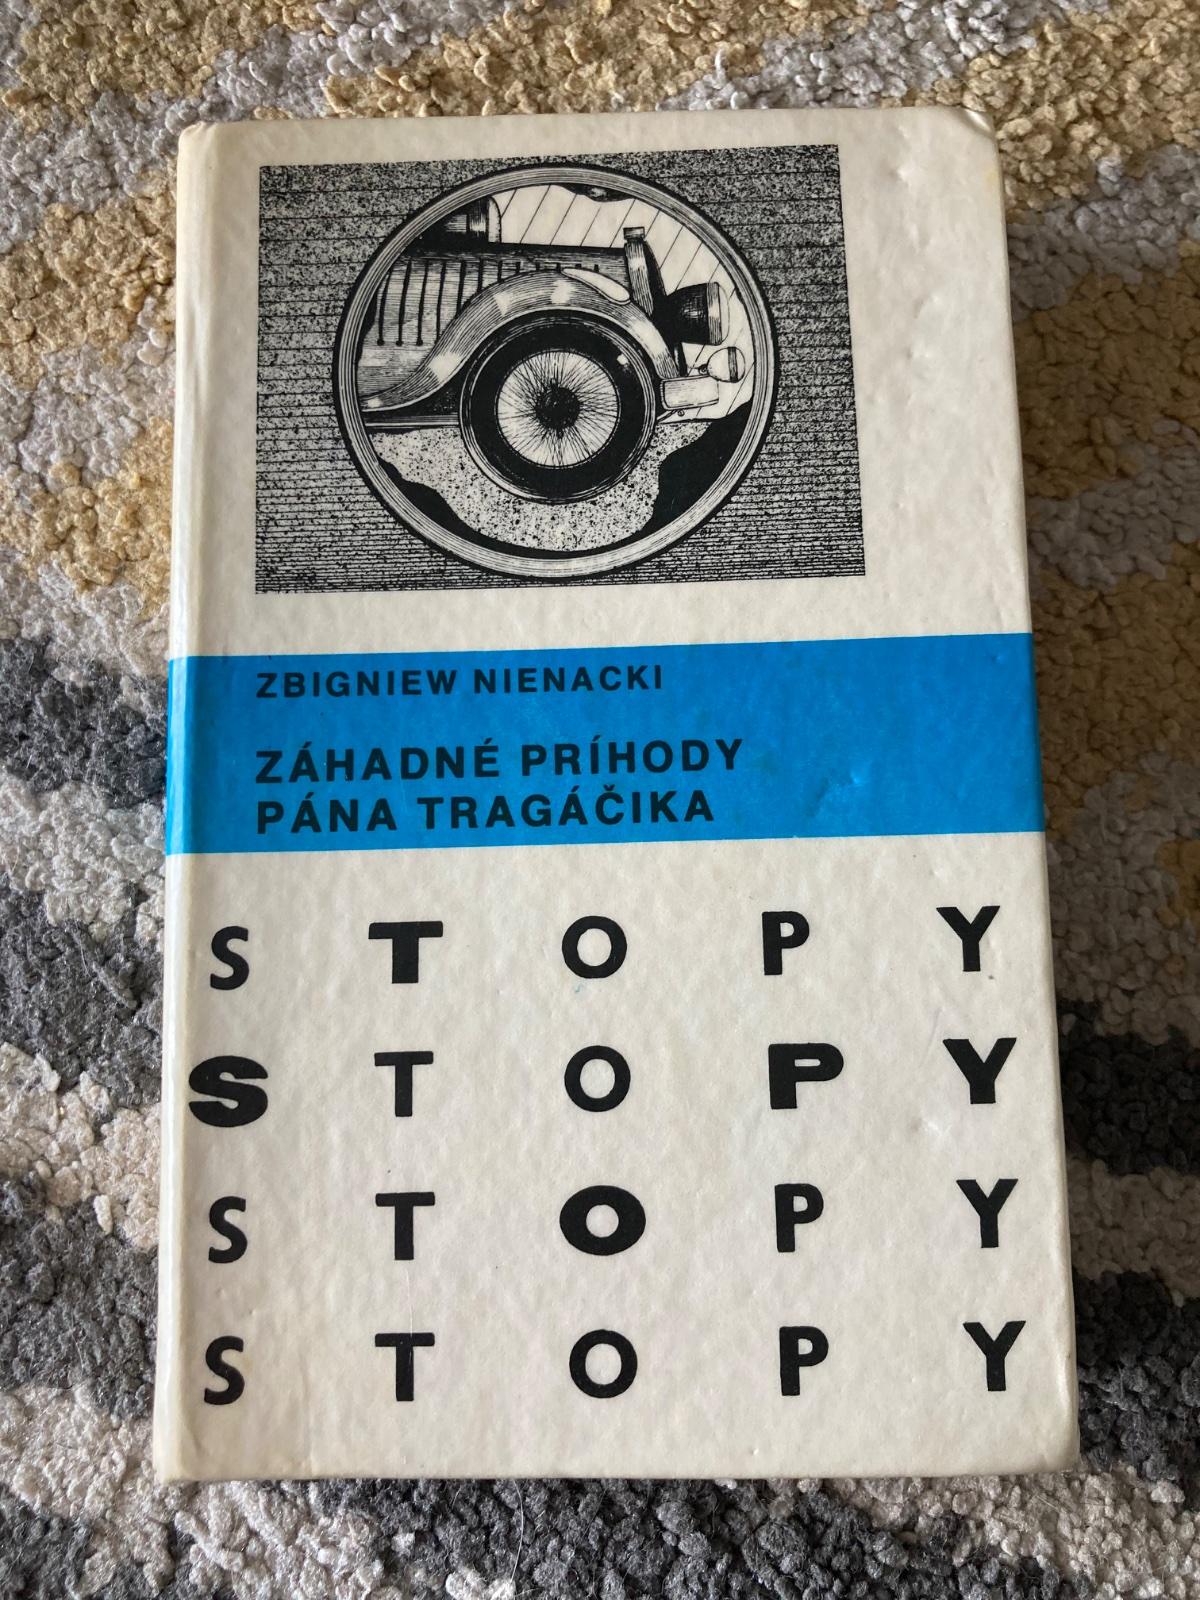 ZBIGNIEW NIENACKI
ZÁHADNÉ PRÍHODY
PÁNA TRAGÁČIKA
STOPY
STOPY
STOPY
STOPY